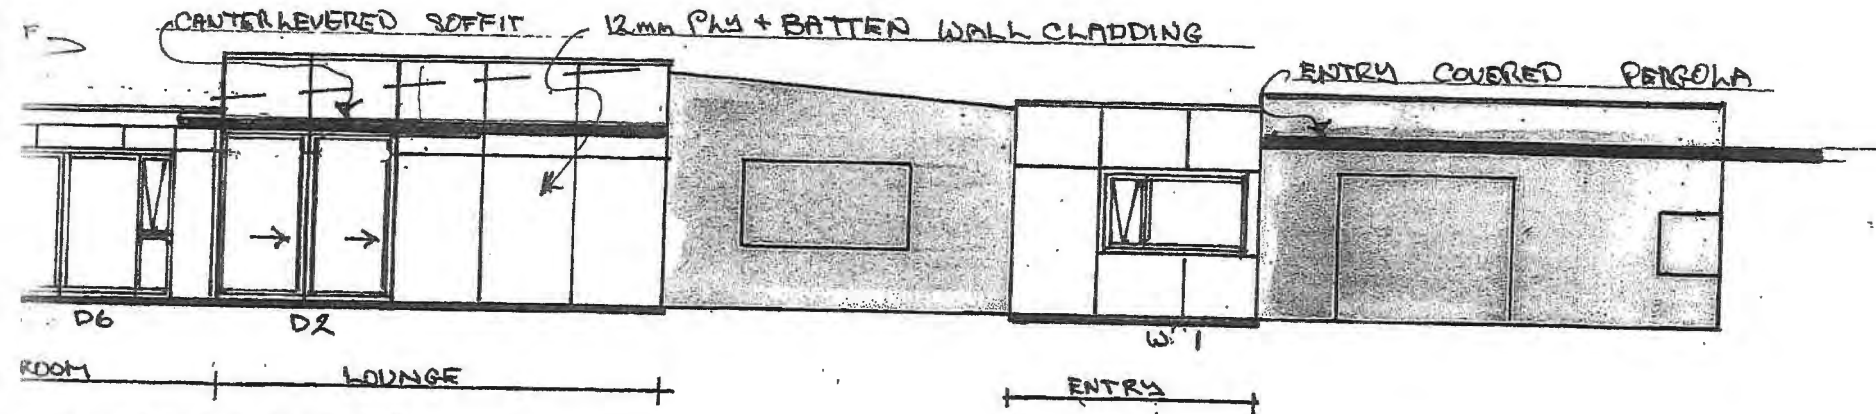 CANTERLEVERED SOFFIT
12mm PLY + BATTEN WALL CLADDING
ENTRY COVERED PERGOLA
D6
D2
W1
ROOM
LOUNGE
ENTRY